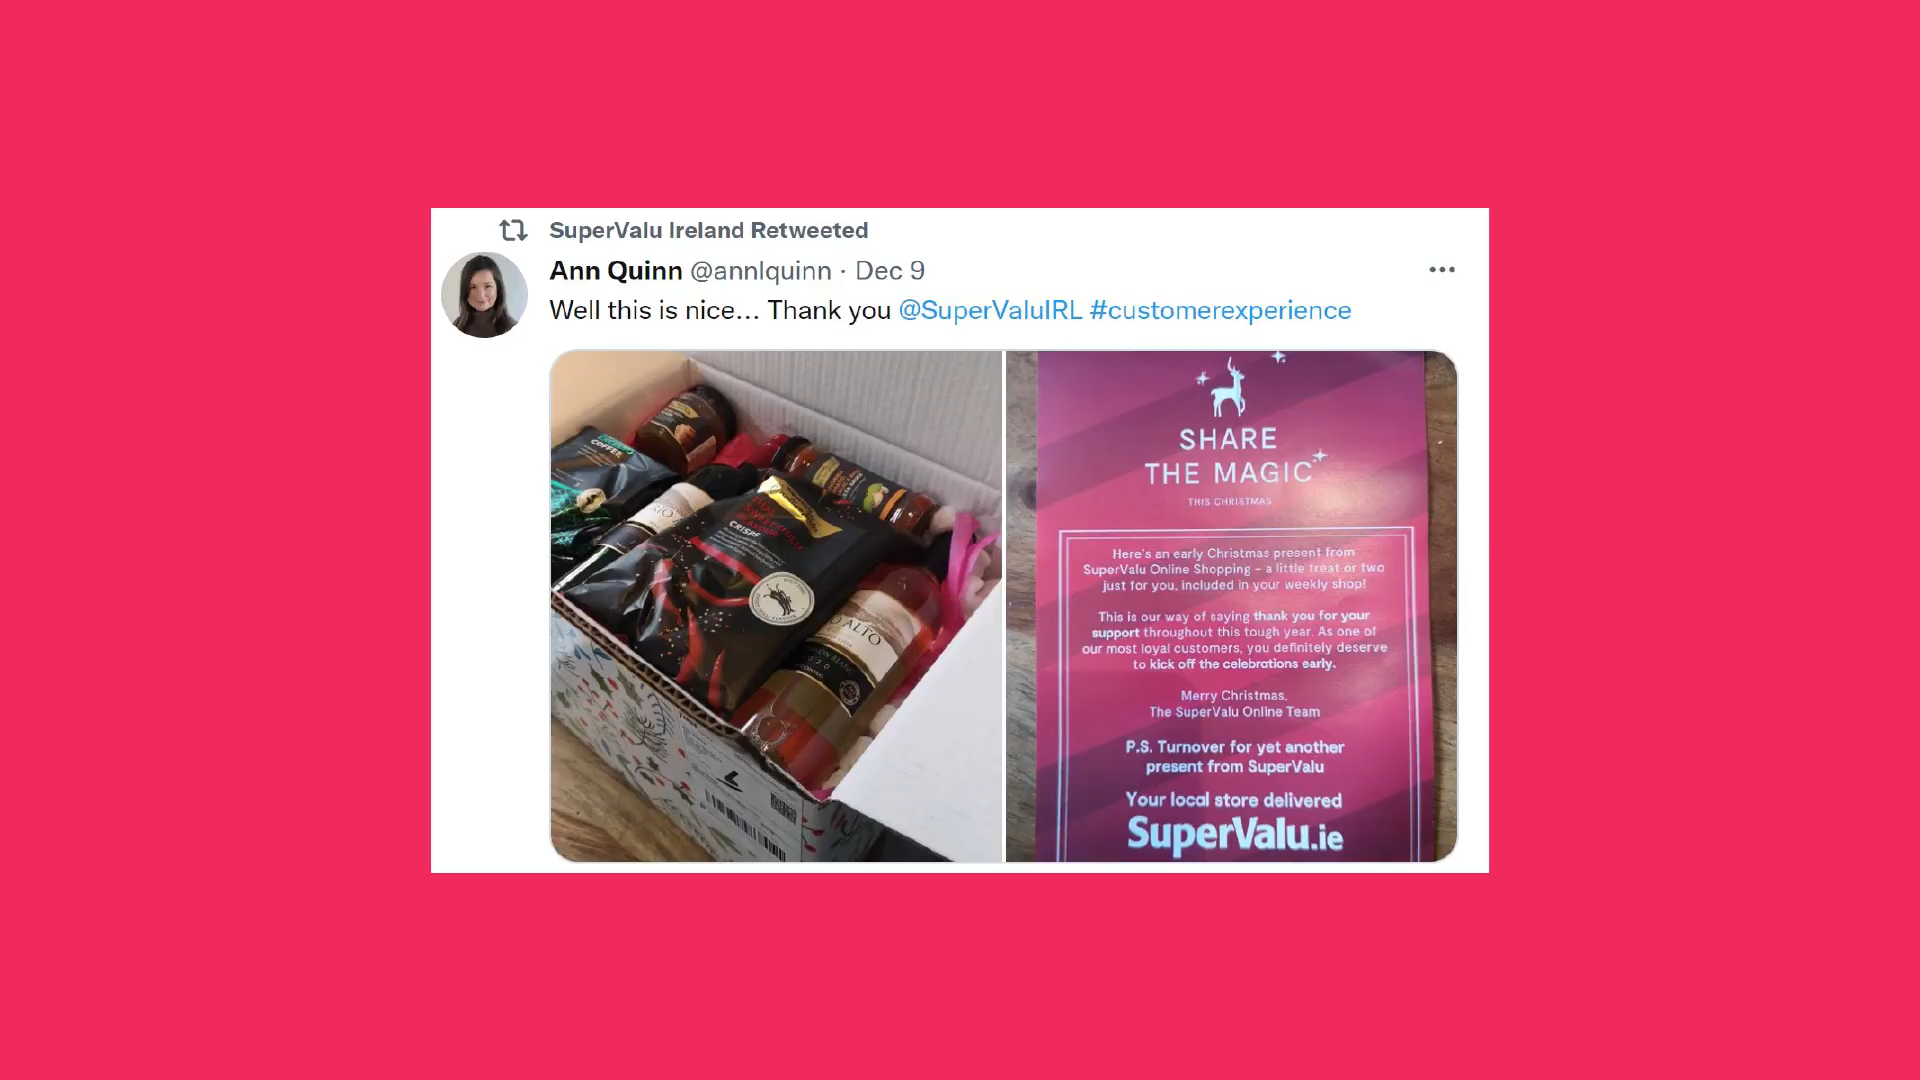 SuperValu Ireland Retweeted
Ann Quinn @annlquinn · Dec 9
Well this is nice... Thank you @SuperValuIRL #customerexperience
COFFEE
CRISPS
ALTO
SHARE
THE MAGIC
THIS CHRISTMAS
Here's an early Christmas present from
SuperValu Online Shopping – a little treat or two
just for you, included in your weekly shop!
This is our way of saying thank you for your
support throughout this tough year. As one of
our most loyal customers, you definitely deserve
to kick off the celebrations early.
Merry Christmas,
The SuperValu Online Team
P.S. Turnover for yet another
present from SuperValu
Your local store delivered
SuperValu.ie